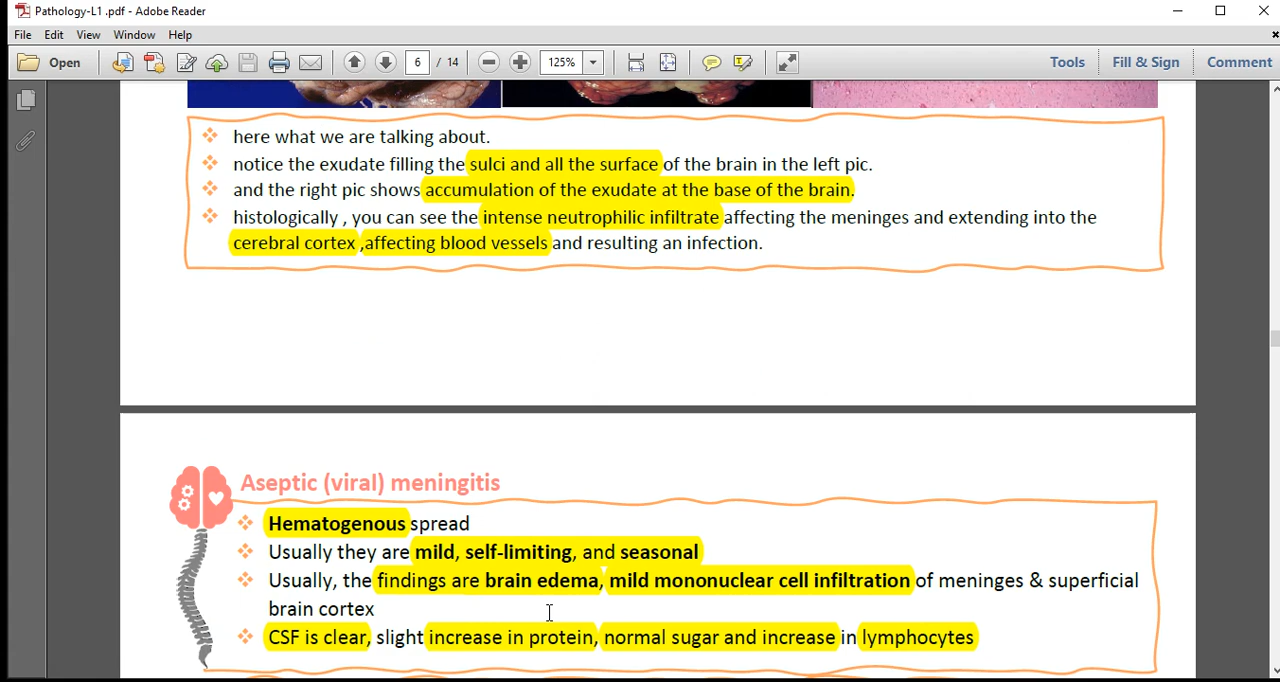 Pathology-L1 .pdf - Adobe Reader
File Edit View Window Help
Open 6 / 14 125% Tools Fill & Sign Comment
here what we are talking about.
notice the exudate filling the sulci and all the surface of the brain in the left pic.
and the right pic shows accumulation of the exudate at the base of the brain.
histologically , you can see the intense neutrophilic infiltrate affecting the meninges and extending into the
cerebral cortex ,affecting blood vessels and resulting an infection.
Aseptic (viral) meningitis
Hematogenous spread
Usually they are mild, self-limiting, and seasonal
Usually, the findings are brain edema, mild mononuclear cell infiltration of meninges & superficial
brain cortex
CSF is clear, slight increase in protein, normal sugar and increase in lymphocytes